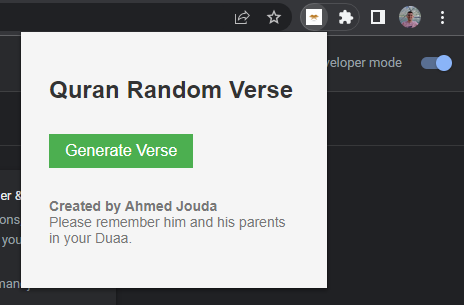 veloper mode
Quran Random Verse
Generate Verse
er &
Created by Ahmed Jouda
ons
Please remember him and his parents
you
in your Duaa.